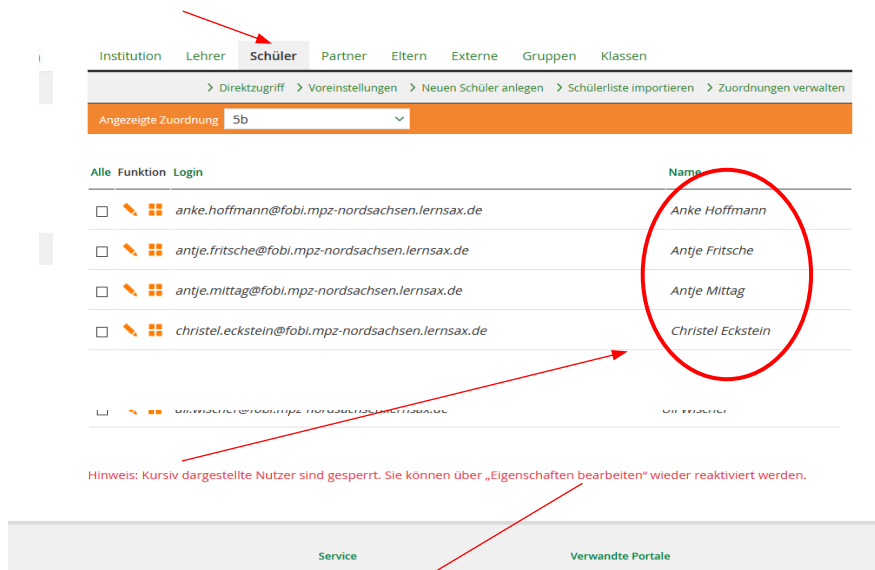 Institution Lehrer Schüler Partner Eltern Externe Gruppen Klassen
> Direktzugriff > Voreinstellungen > Neuen Schüler anlegen > Schülerliste importieren > Zuordnungen verwalten
Angezeigte Zuordnung 5b
Alle Funktion Login Name
anke.hoffmann@fobi.mpz-nordsachsen.lernsax.de Anke Hoffmann
antje.fritsche@fobi.mpz-nordsachsen.lernsax.de Antje Fritsche
antje.mittag@fobi.mpz-nordsachsen.lernsax.de Antje Mittag
christel.eckstein@fobi.mpz-nordsachsen.lernsax.de Christel Eckstein
Hinweis: Kursiv dargestellte Nutzer sind gesperrt. Sie können über „Eigenschaften bearbeiten“ wieder reaktiviert werden.
Service Verwandte Portale